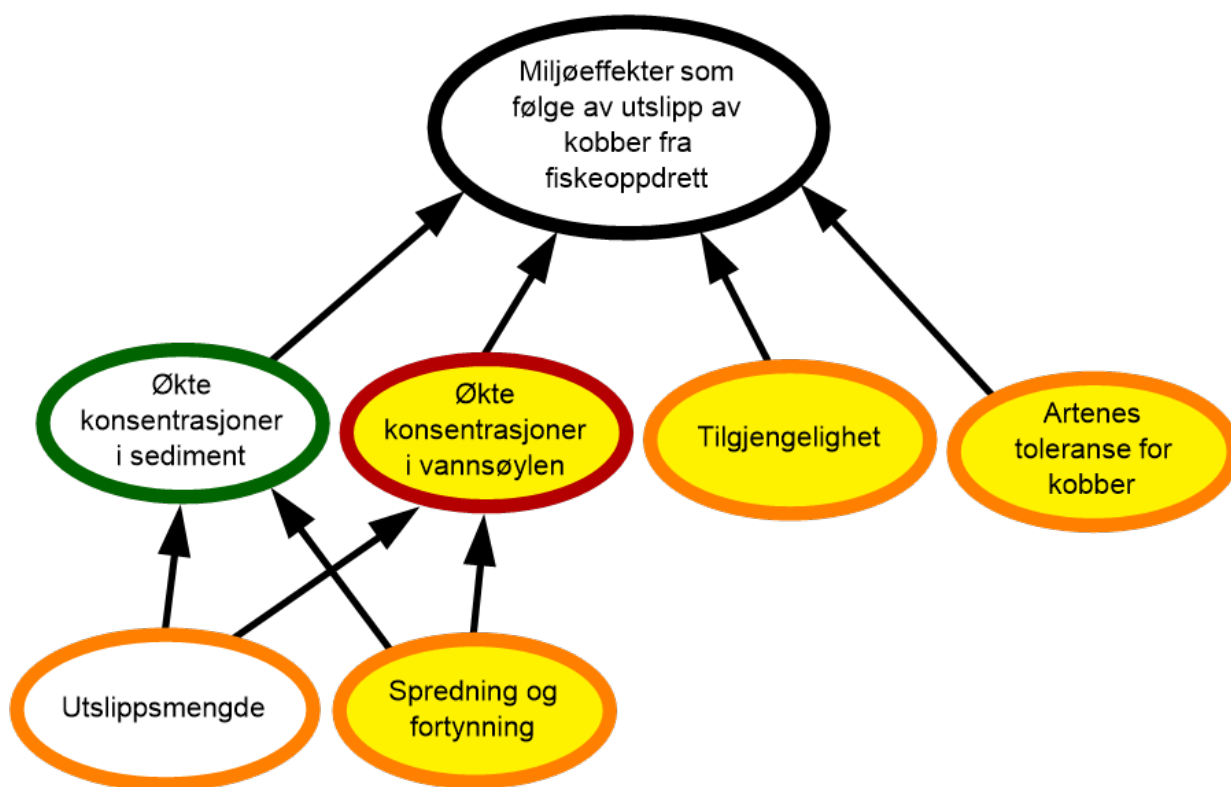 Miljøeffekter som
følge av utslipp av
kobber fra
fiskeoppdrett
Økte
konsentrasjoner
i sediment
Økte
konsentrasjoner
i vannsøylen
Tilgjengelighet
Artenes
toleranse for
kobber
Utslippsmengde
Spredning og
fortynning